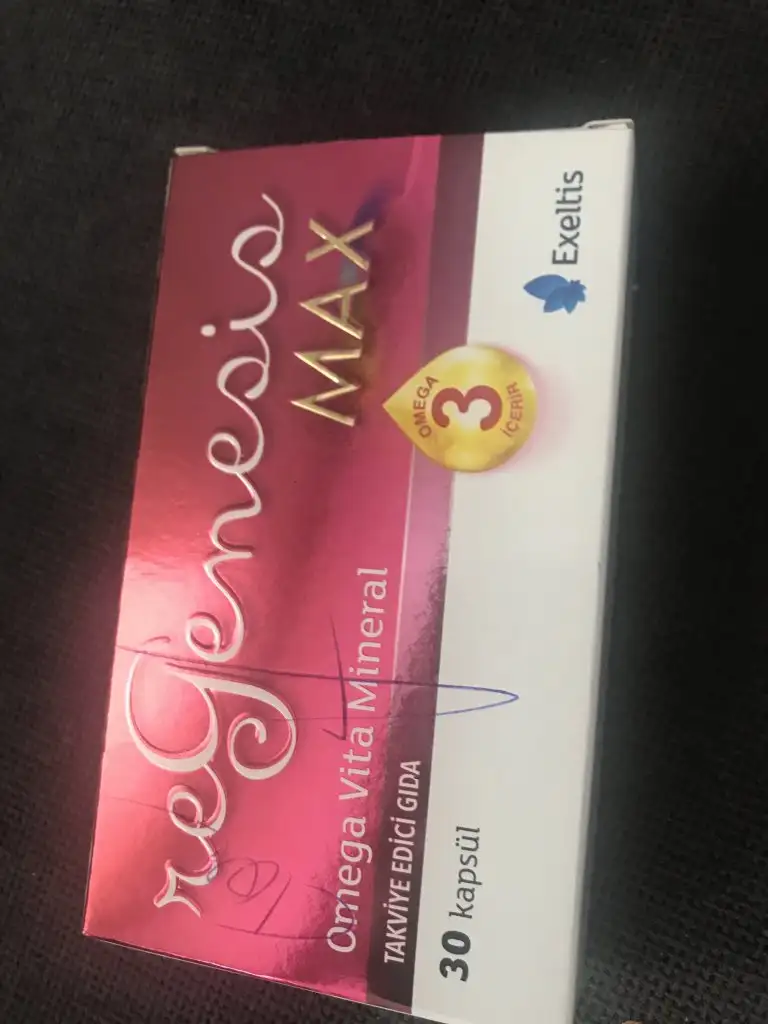 reGenesis
MAX
Omega Vita Mineral
TAKVİYE EDİCİ GIDA
30 kapsül
OMEGA
3
İÇERİR
Exeltis